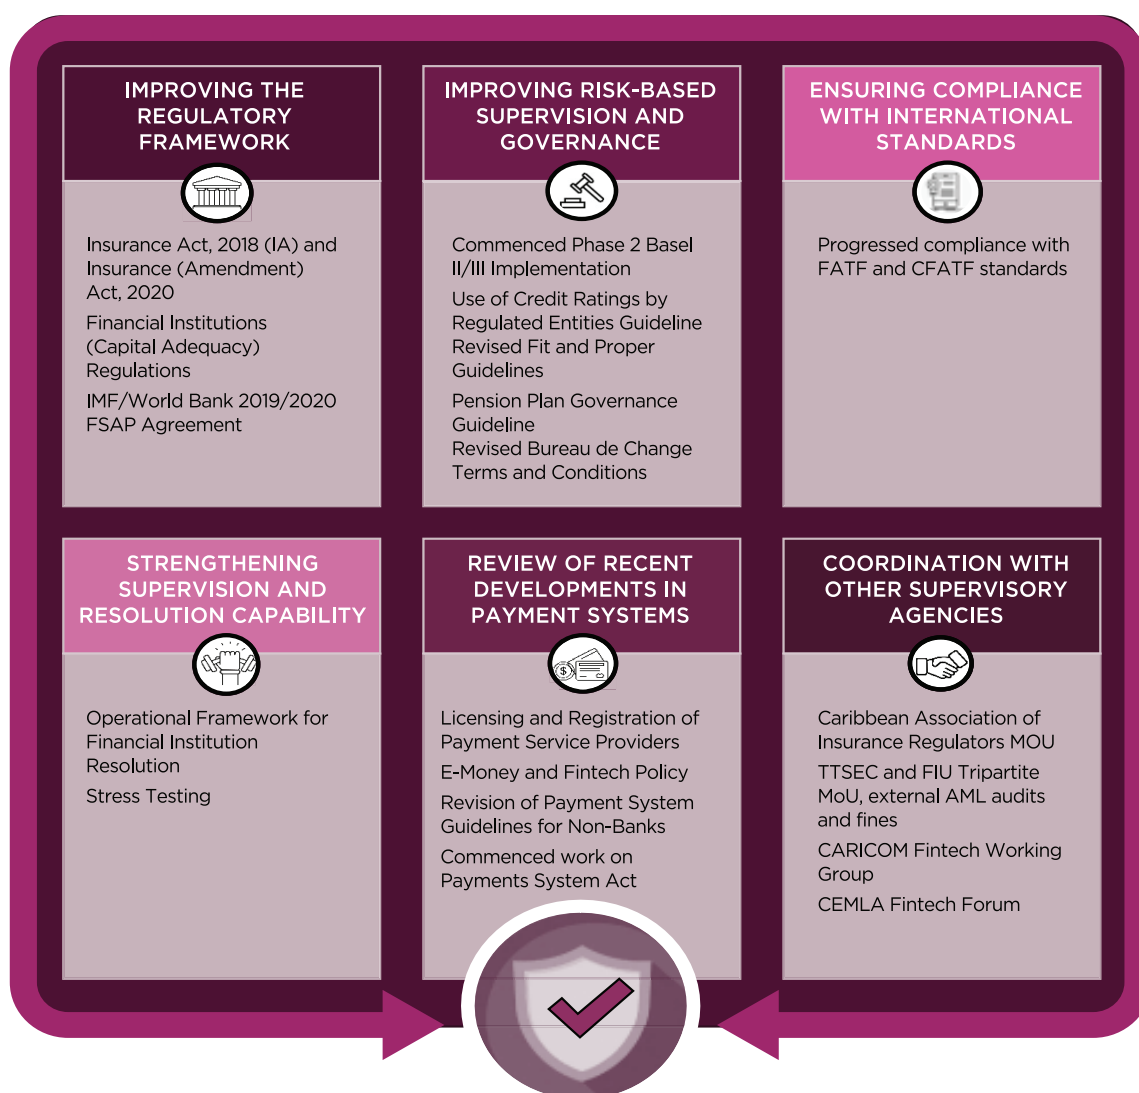 IMPROVING THE
REGULATORY
FRAMEWORK
Insurance Act, 2018 (IA) and
Insurance (Amendment)
Act, 2020
Financial Institutions
(Capital Adequacy)
Regulations
IMF/World Bank 2019/2020
FSAP Agreement
IMPROVING RISK-BASED
SUPERVISION AND
GOVERNANCE
Commenced Phase 2 Basel
II/III Implementation
Use of Credit Ratings by
Regulated Entities Guideline
Revised Fit and Proper
Guidelines
Pension Plan Governance
Guideline
Revised Bureau de Change
Terms and Conditions
ENSURING COMPLIANCE
WITH INTERNATIONAL
STANDARDS
Progressed compliance with
FATF and CFATF standards
STRENGTHENING
SUPERVISION AND
RESOLUTION CAPABILITY
Operational Framework for
Financial Institution
Resolution
Stress Testing
REVIEW OF RECENT
DEVELOPMENTS IN
PAYMENT SYSTEMS
$
Licensing and Registration of
Payment Service Providers
E-Money and Fintech Policy
Revision of Payment System
Guidelines for Non-Banks
Commenced work on
Payments System Act
COORDINATION WITH
OTHER SUPERVISORY
AGENCIES
Caribbean Association of
Insurance Regulators MOU
TTSEC and FIU Tripartite
MoU, external AML audits
and fines
CARICOM Fintech Working
Group
CEMLA Fintech Forum